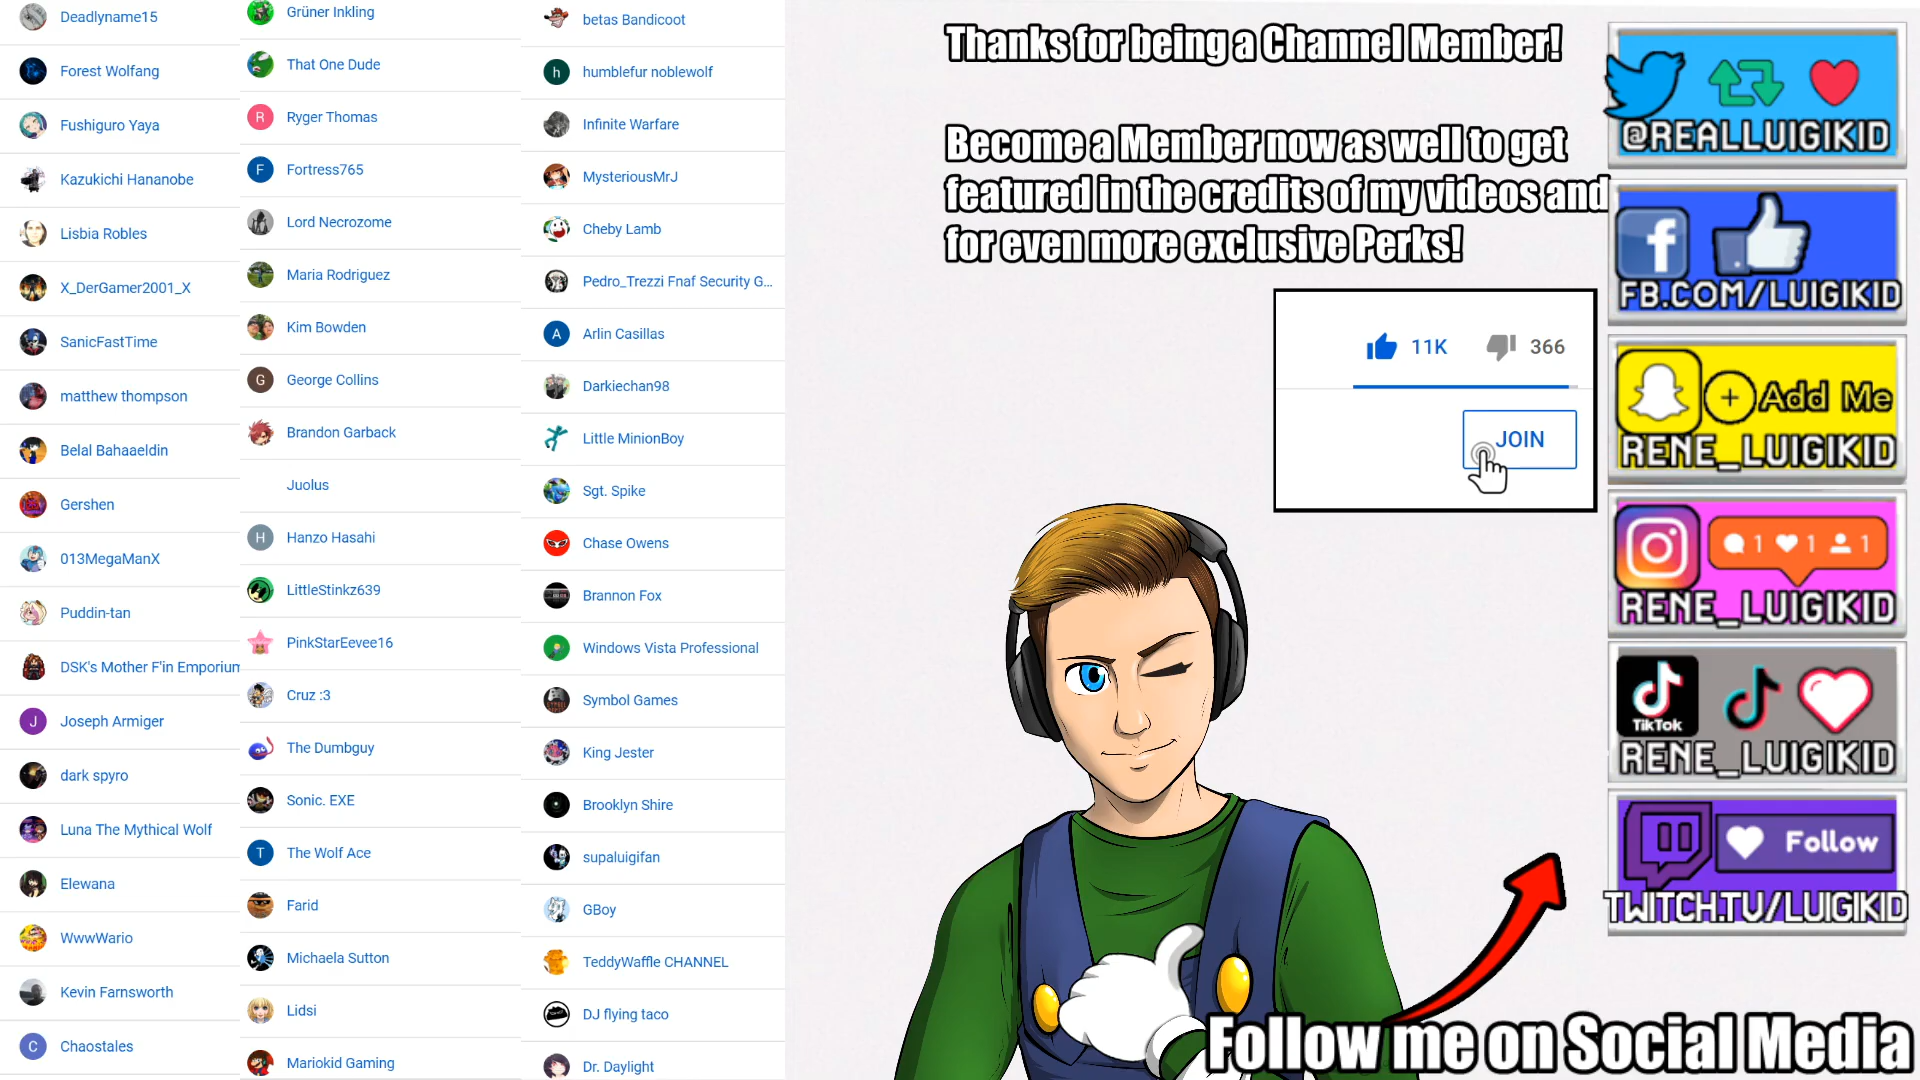 Deadlyname15
Forest Wolfang
Fushiguro Yaya
Kazukichi Hananobe
Lisbia Robles
X_DerGamer2001_X
SanicFastTime
matthew thompson
Belal Bahaaeldin
Gershen
013MegaManX
Puddin-tan
DSK's Mother F'in Emporium
J
Joseph Armiger
dark spyro
Luna The Mythical Wolf
Elewana
WwwWario
Kevin Farnsworth
C
Chaostales
Grüner Inkling
That One Dude
R
Ryger Thomas
F
Fortress765
Lord Necrozome
Maria Rodriguez
Kim Bowden
G
George Collins
Brandon Garback
Juolus
H
Hanzo Hasahi
LittleStinkz639
PinkStarEevee16
Cruz :3
The Dumbguy
Sonic. EXE
T
The Wolf Ace
Farid
Michaela Sutton
Lidsi
Mariokid Gaming
betas Bandicoot
h
humblefur noblewolf
Infinite Warfare
MysteriousMrJ
Cheby Lamb
Pedro_Trezzi Fnaf Security G...
A
Arlin Casillas
Darkiechan98
Little MinionBoy
Sgt. Spike
Chase Owens
Brannon Fox
Windows Vista Professional
Symbol Games
King Jester
Brooklyn Shire
supaluigifan
GBoy
TeddyWaffle CHANNEL
DJ flying taco
Dr. Daylight
Thanks for being a Channel Member!
Become a Member now as well to get
featured in the credits of my videos and
for even more exclusive Perks!
11K 366
JOIN
@REALLUIGIKID
FB.COM/LUIGIKID
Add Me
RENE_LUIGIKID
1 1 1
RENE_LUIGIKID
TikTok
RENE_LUIGIKID
Follow
TWITCH.TV/LUIGIKID
Follow me on Social Media